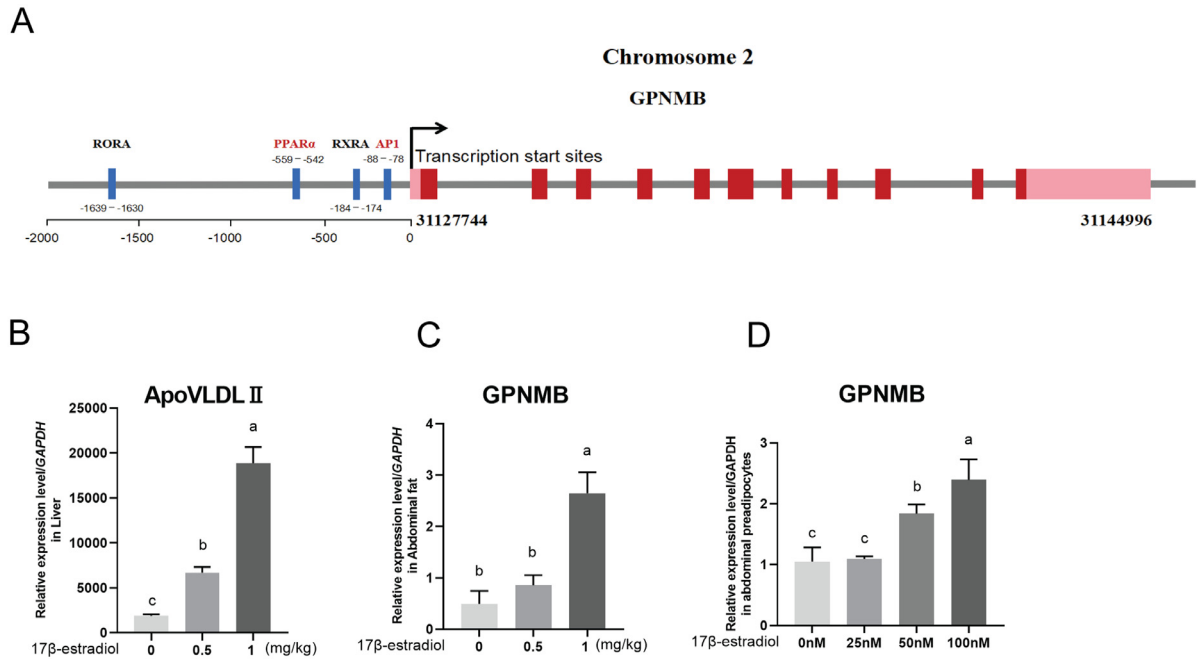 A
Chromosome 2
GPNMB
RORA
PPARα
RXRA
AP1
-559 – -542
-88 – -78
Transcription start sites
-1639 – -1630
-184 – -174
31127744
31144996
-2000
-1500
-1000
-500
0
B
ApoVLDL Ⅱ
Relative expression level/GAPDH
in Liver
25000
20000
15000
10000
5000
0
c
b
a
17β-estradiol
0
0.5
1
(mg/kg)
C
GPNMB
Relative expression level/GAPDH
in Abdominal fat
4
3
2
1
0
b
b
a
17β-estradiol
0
0.5
1
(mg/kg)
D
GPNMB
Relative expression level/GAPDH
in abdominal preadipocytes
3
2
1
0
c
c
b
a
17β-estradiol
0nM
25nM
50nM
100nM